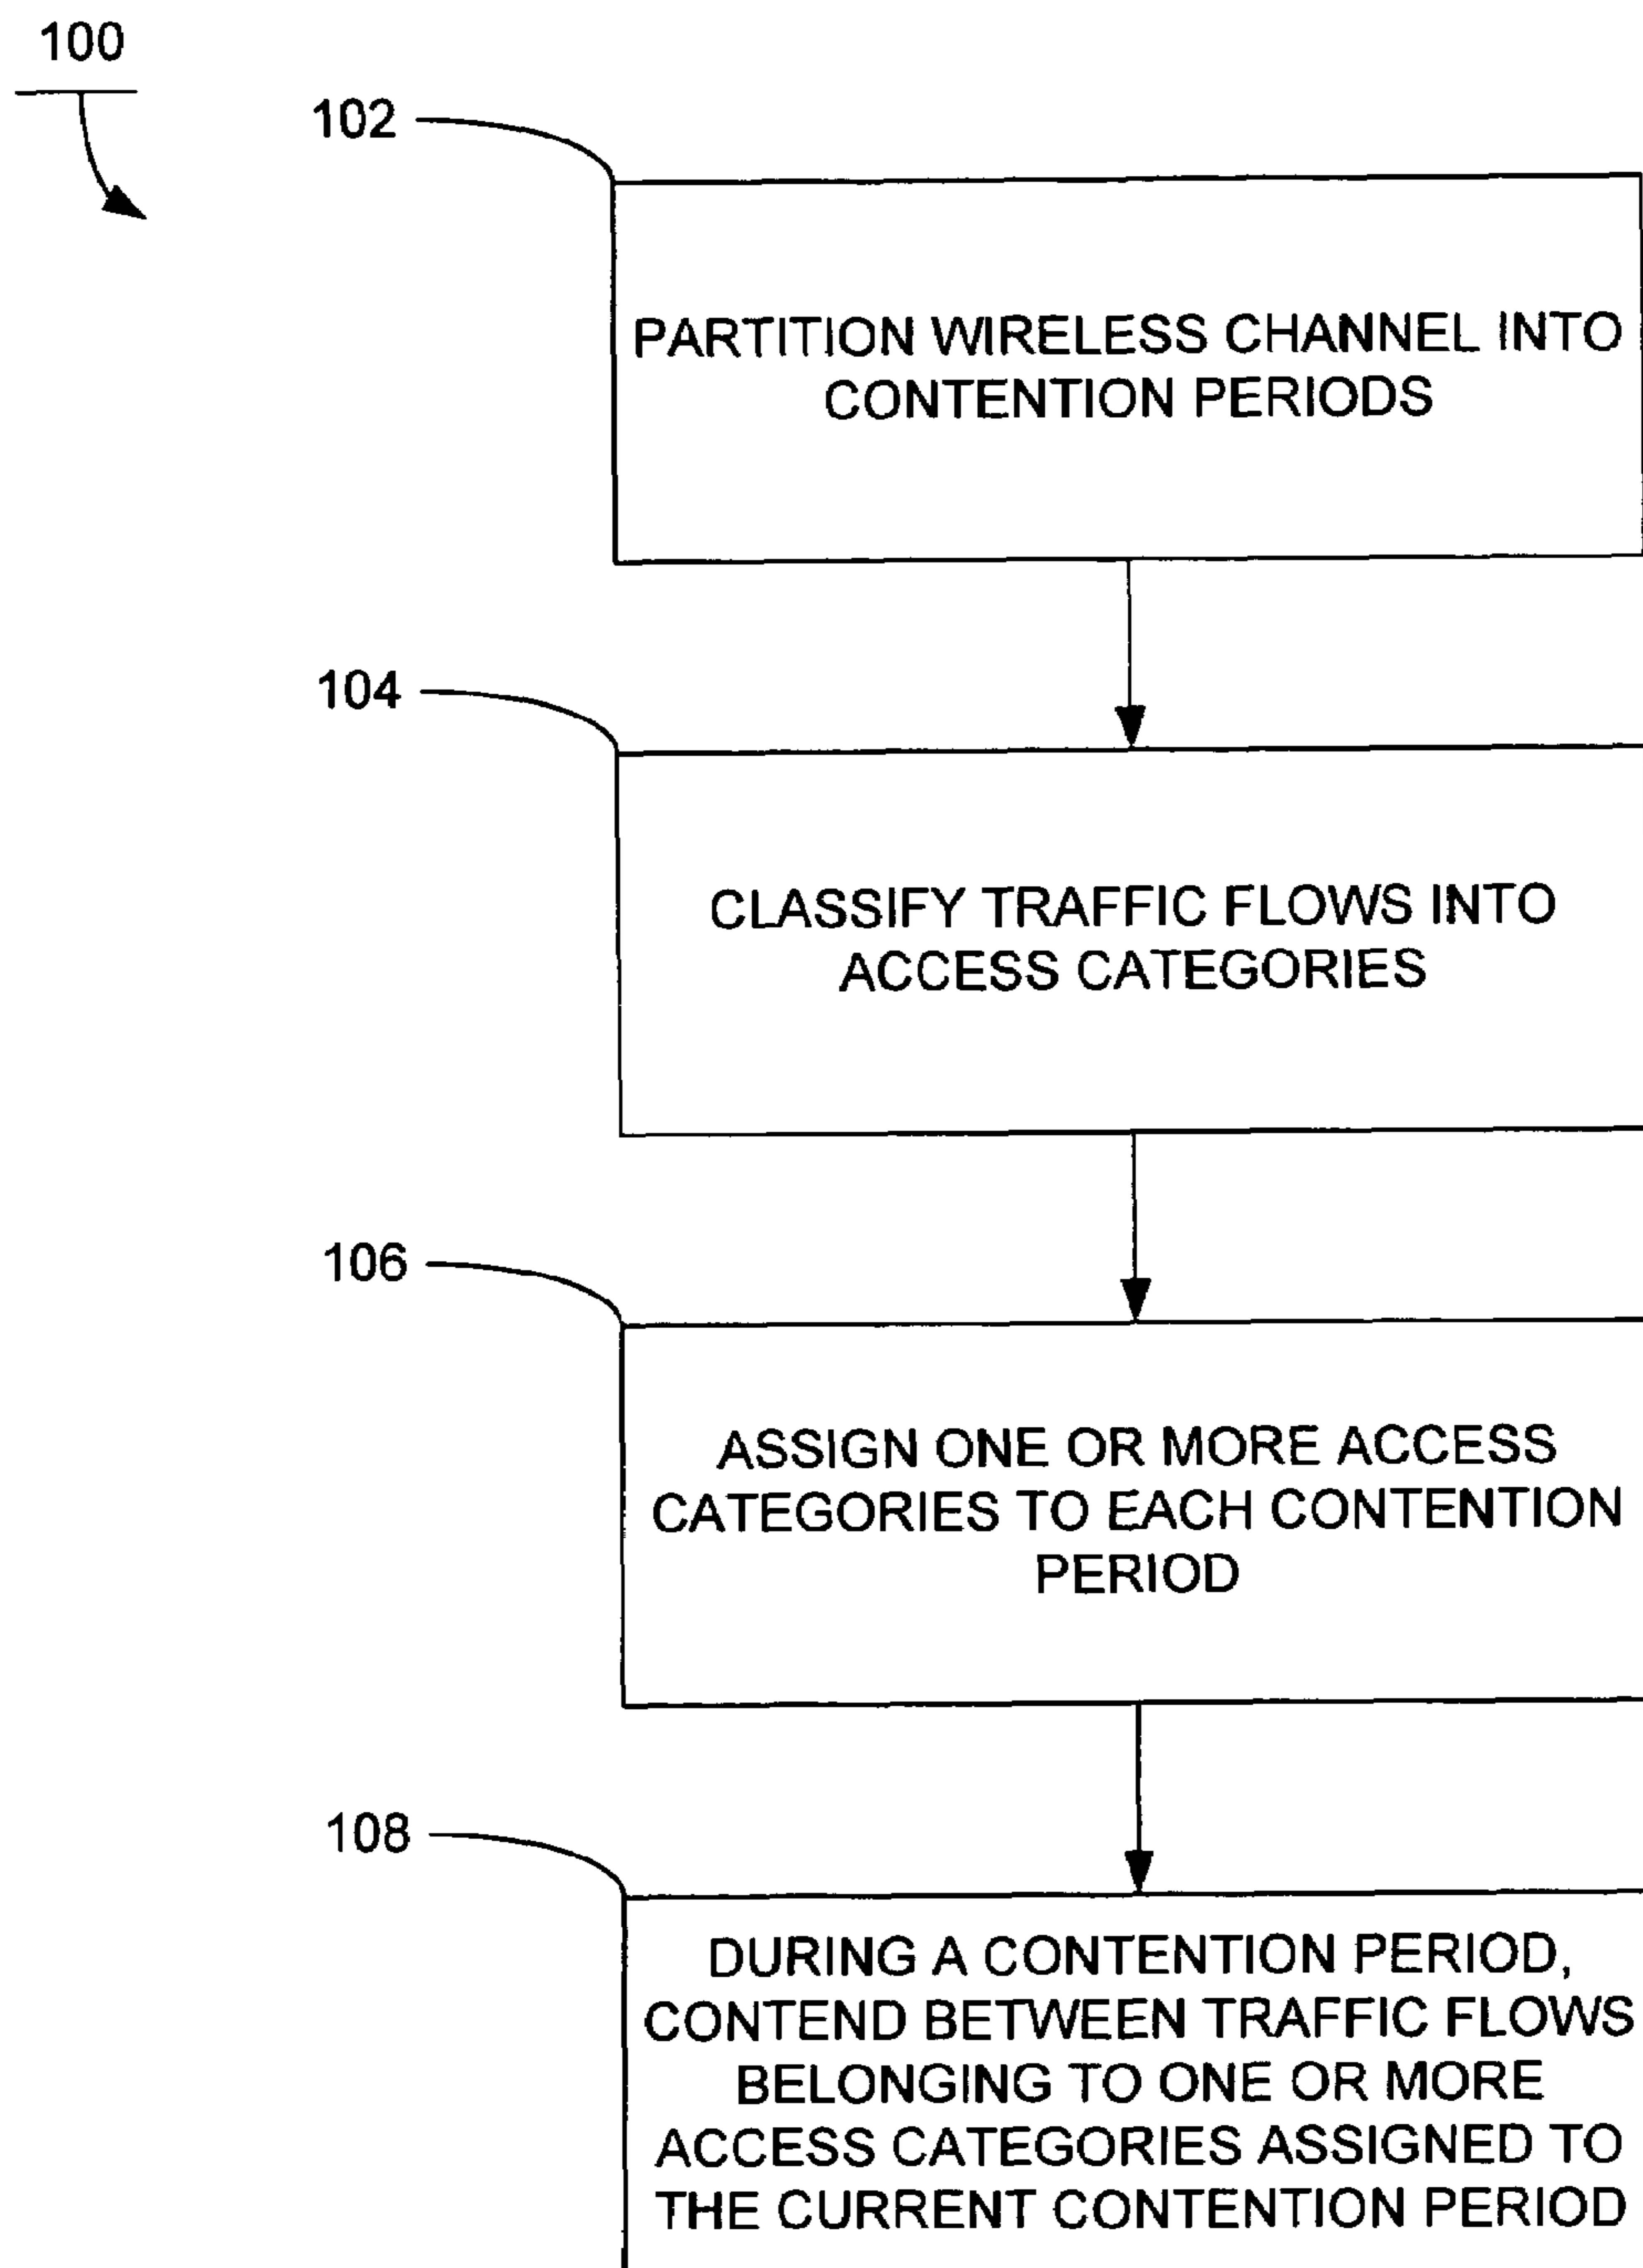 100
102
PARTITION WIRELESS CHANNEL INTO
CONTENTION PERIODS
104
CLASSIFY TRAFFIC FLOWS INTO
ACCESS CATEGORIES
106
ASSIGN ONE OR MORE ACCESS
CATEGORIES TO EACH CONTENTION
PERIOD
108
DURING A CONTENTION PERIOD,
CONTEND BETWEEN TRAFFIC FLOWS
BELONGING TO ONE OR MORE
ACCESS CATEGORIES ASSIGNED TO
THE CURRENT CONTENTION PERIOD